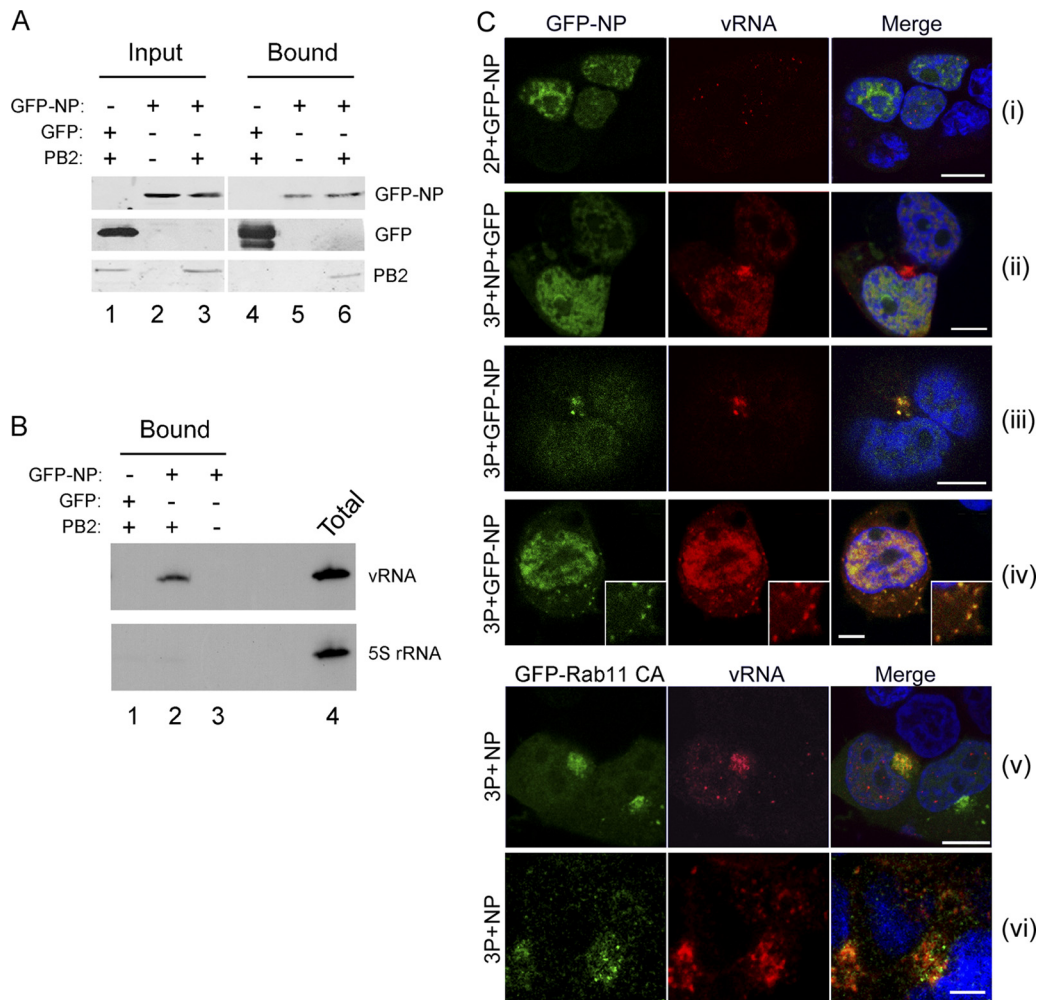 A
Input Bound
GFP-NP: - + + - + +
GFP: + - - + - -
PB2: + - + + - +
GFP-NP
GFP
PB2
1 2 3 4 5 6
B
Bound
GFP-NP: - + +
GFP: + - -
PB2: + + -
Total
vRNA
5S rRNA
1 2 3 4
C
GFP-NP vRNA Merge
2P+GFP-NP (i)
3P+NP+GFP (ii)
3P+GFP-NP (iii)
3P+GFP-NP (iv)
GFP-Rab11 CA vRNA Merge
3P+NP (v)
3P+NP (vi)